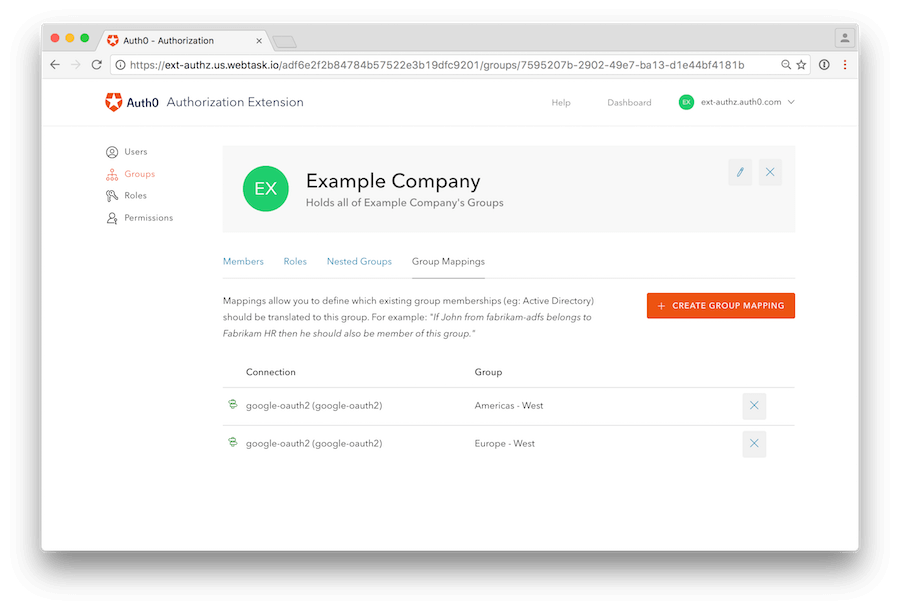 Auth0 - Authorization
https://ext-authz.us.webtask.io/adf6e2f2b84784b57522e3b19dfc9201/groups/7595207b-2902-49e7-ba13-d1e44bf4181b
Auth0 Authorization Extension
Help
Dashboard
EX
ext-authz.auth0.com
Users
Groups
Roles
Permissions
EX
Example Company
Holds all of Example Company's Groups
Members
Roles
Nested Groups
Group Mappings
Mappings allow you to define which existing group memberships (eg: Active Directory)
should be translated to this group. For example: "If John from fabrikam-adfs belongs to
Fabrikam HR then he should also be member of this group."
+ CREATE GROUP MAPPING
Connection Group
google-oauth2 (google-oauth2) Americas - West
google-oauth2 (google-oauth2) Europe - West